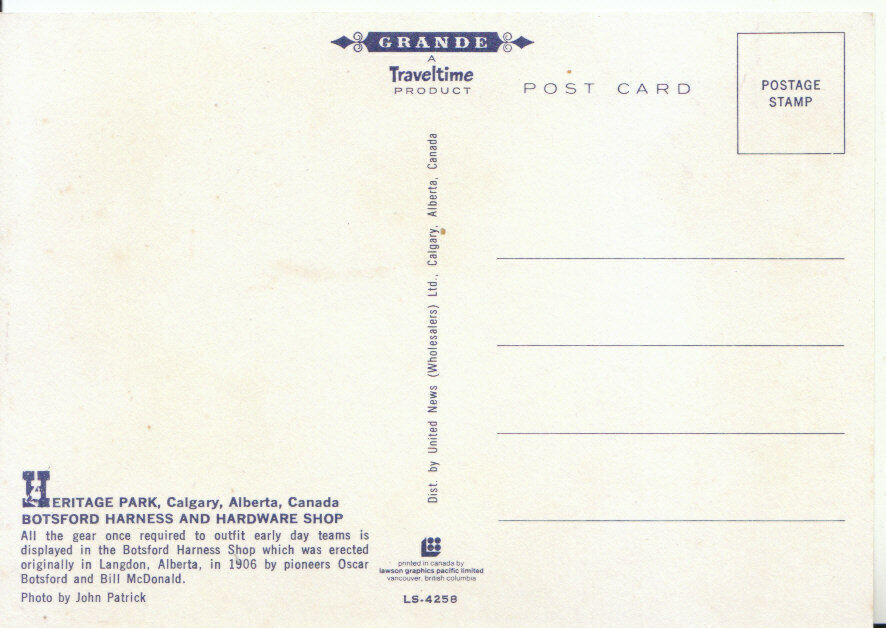 GRANDE
A
Traveltime
PRODUCT
POST CARD
POSTAGE
STAMP
Dist. by United News (Wholesalers) Ltd., Calgary, Alberta, Canada
HERITAGE PARK, Calgary, Alberta, Canada
BOTSFORD HARNESS AND HARDWARE SHOP
All the gear once required to outfit early day teams is
displayed in the Botsford Harness Shop which was erected
originally in Langdon, Alberta, in 1906 by pioneers Oscar
Botsford and Bill McDonald.
Photo by John Patrick
printed in canada by
lawson graphics pacific limited
vancouver, british columbia
LS-4258